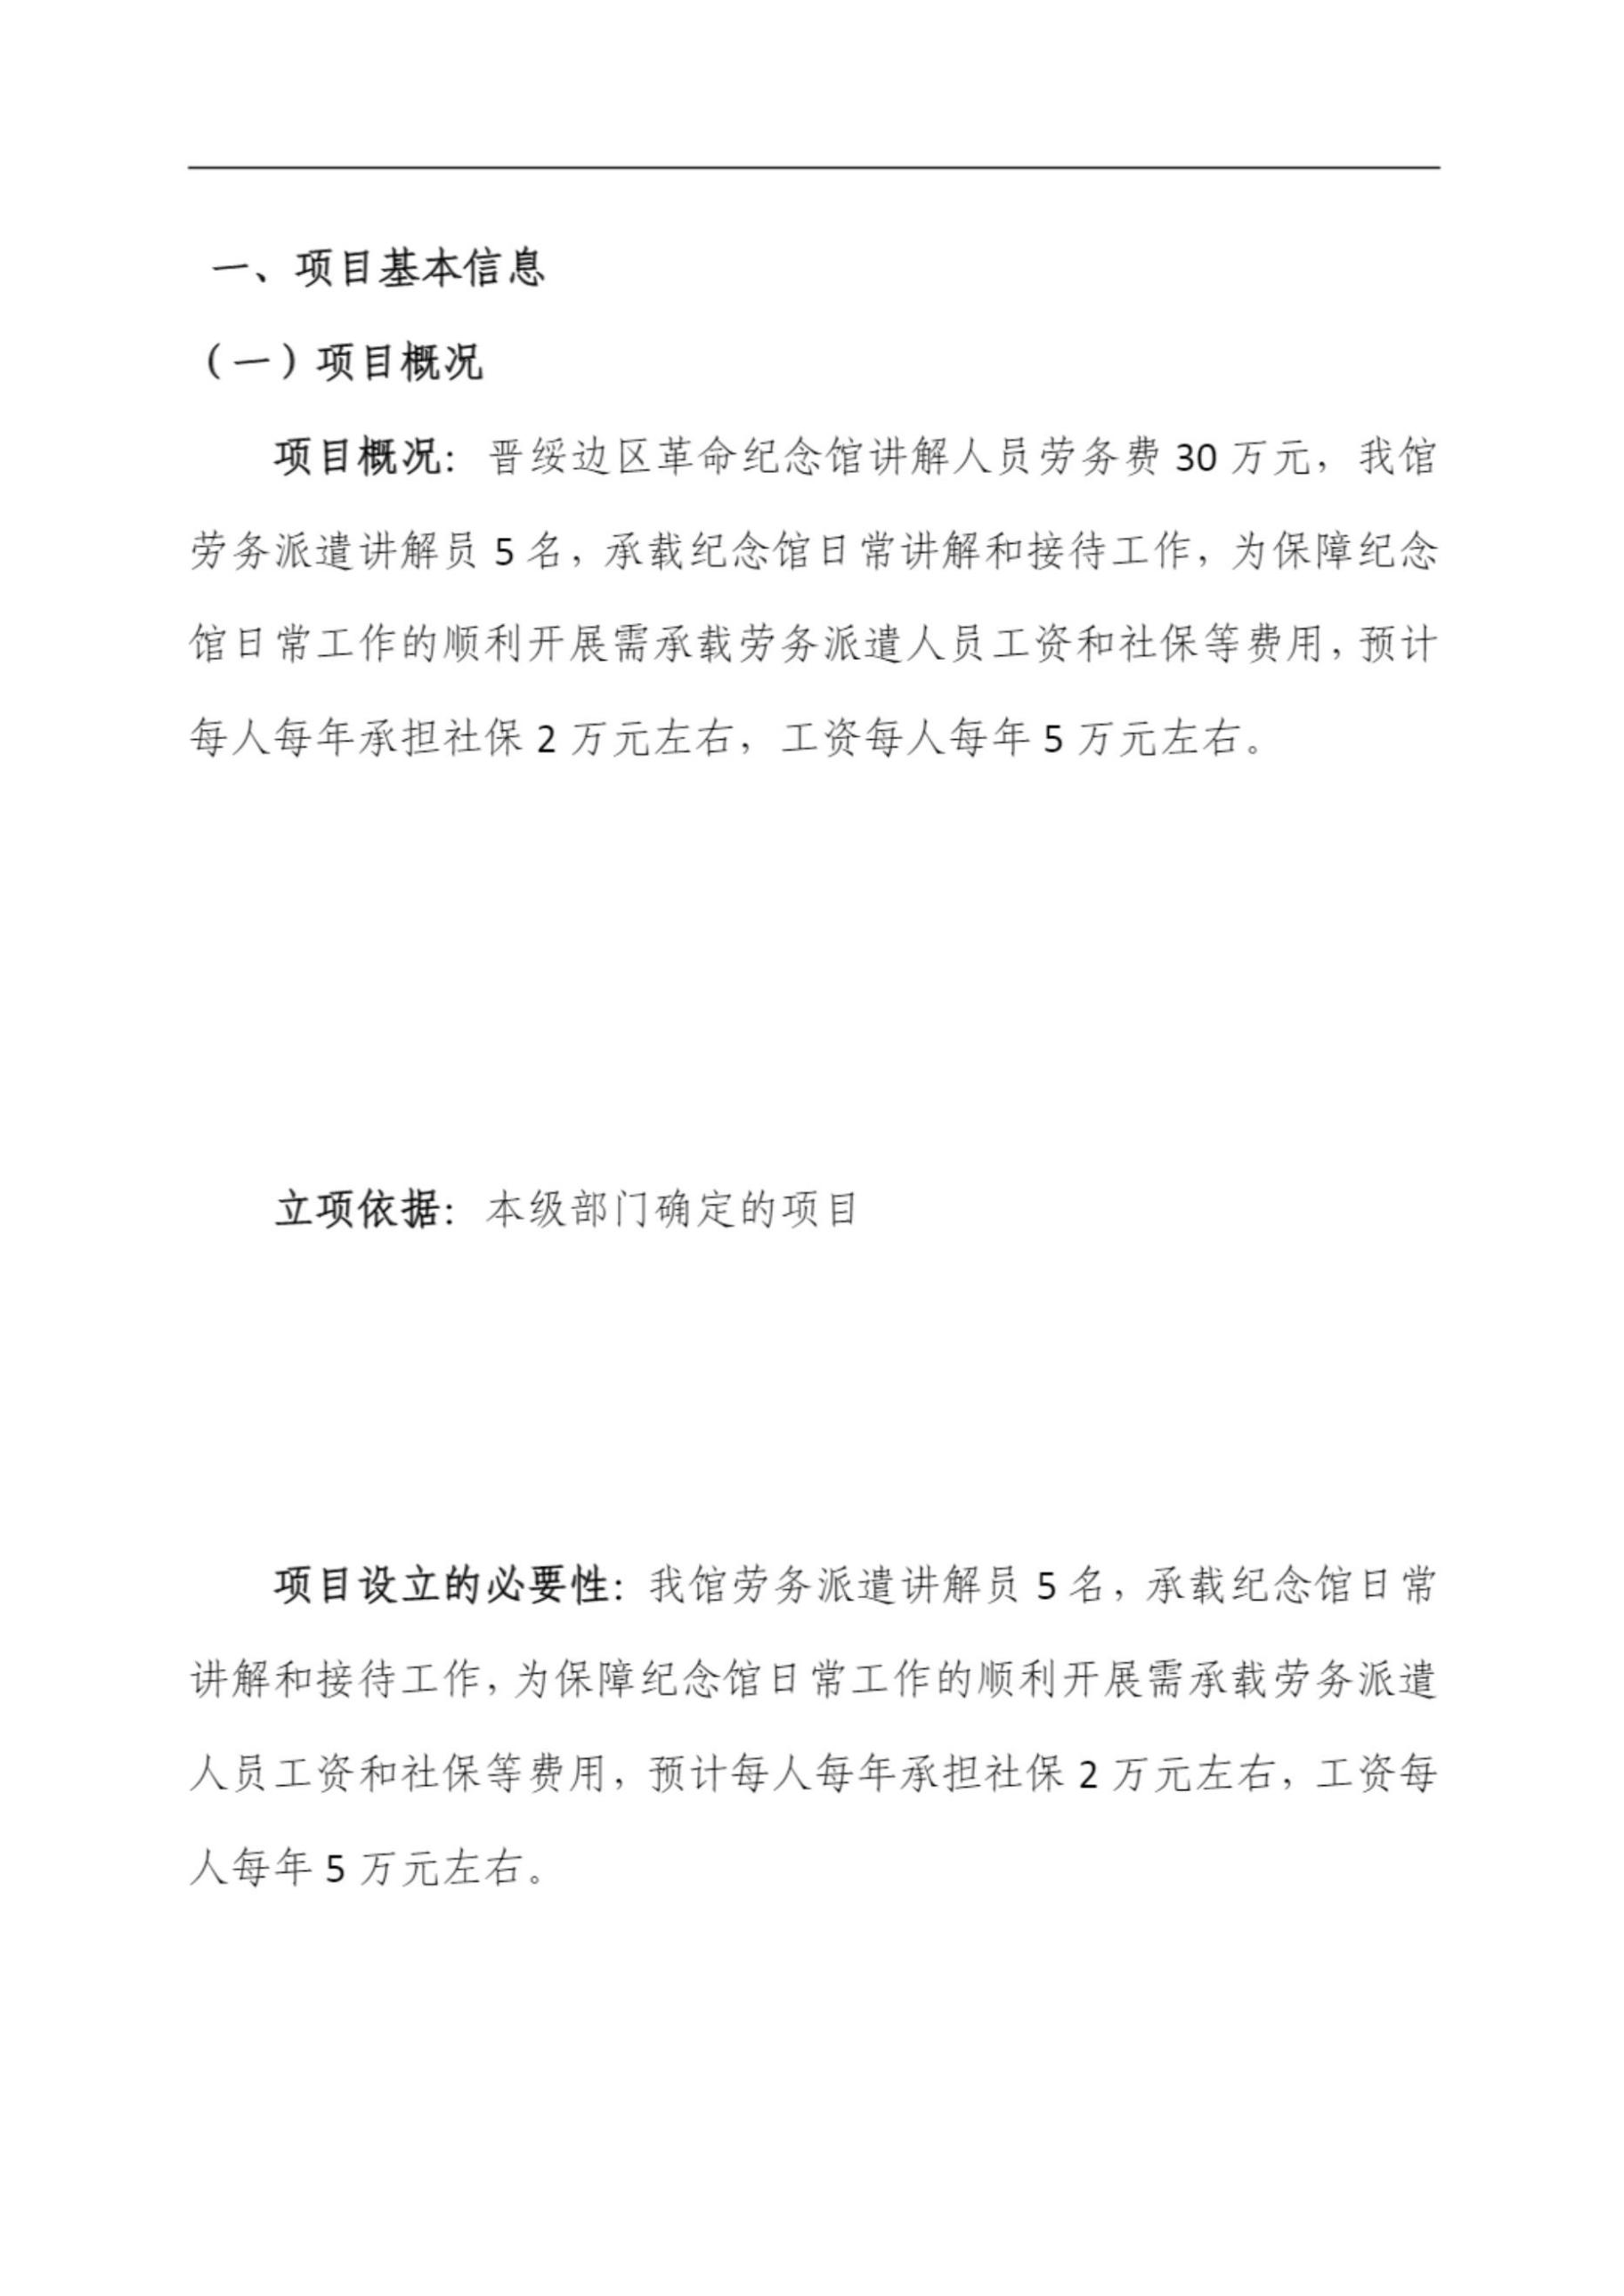 一、项目基本信息
（一）项目概况
项目概况：晋绥边区革命纪念馆讲解人员劳务费 30 万元，我馆
劳务派遣讲解员 5 名，承载纪念馆日常讲解和接待工作，为保障纪念
馆日常工作的顺利开展需承载劳务派遣人员工资和社保等费用，预计
每人每年承担社保 2 万元左右，工资每人每年 5 万元左右。
立项依据：本级部门确定的项目
项目设立的必要性：我馆劳务派遣讲解员 5 名，承载纪念馆日常
讲解和接待工作，为保障纪念馆日常工作的顺利开展需承载劳务派遣
人员工资和社保等费用，预计每人每年承担社保 2 万元左右，工资每
人每年 5 万元左右。